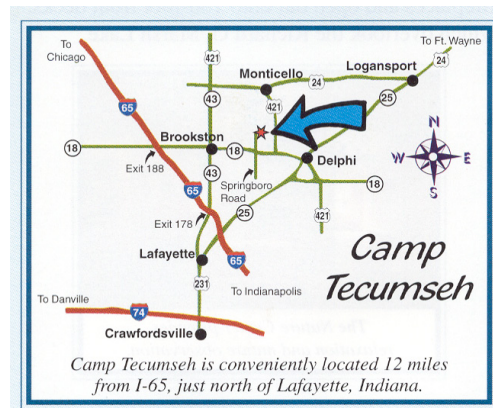 To
Chicago
To Ft. Wayne
421
24
Monticello
Logansport
24
65
43
421
25
Brookston
18
18
Delphi
Exit 188
43
18
65
Springboro
Road
25
Exit 178
421
Lafayette
65
Camp
Tecumseh
231
To Indianapolis
To Danville
74
Crawfordsville
N
W
E
S
Camp Tecumseh is conveniently located 12 miles
from I-65, just north of Lafayette, Indiana.